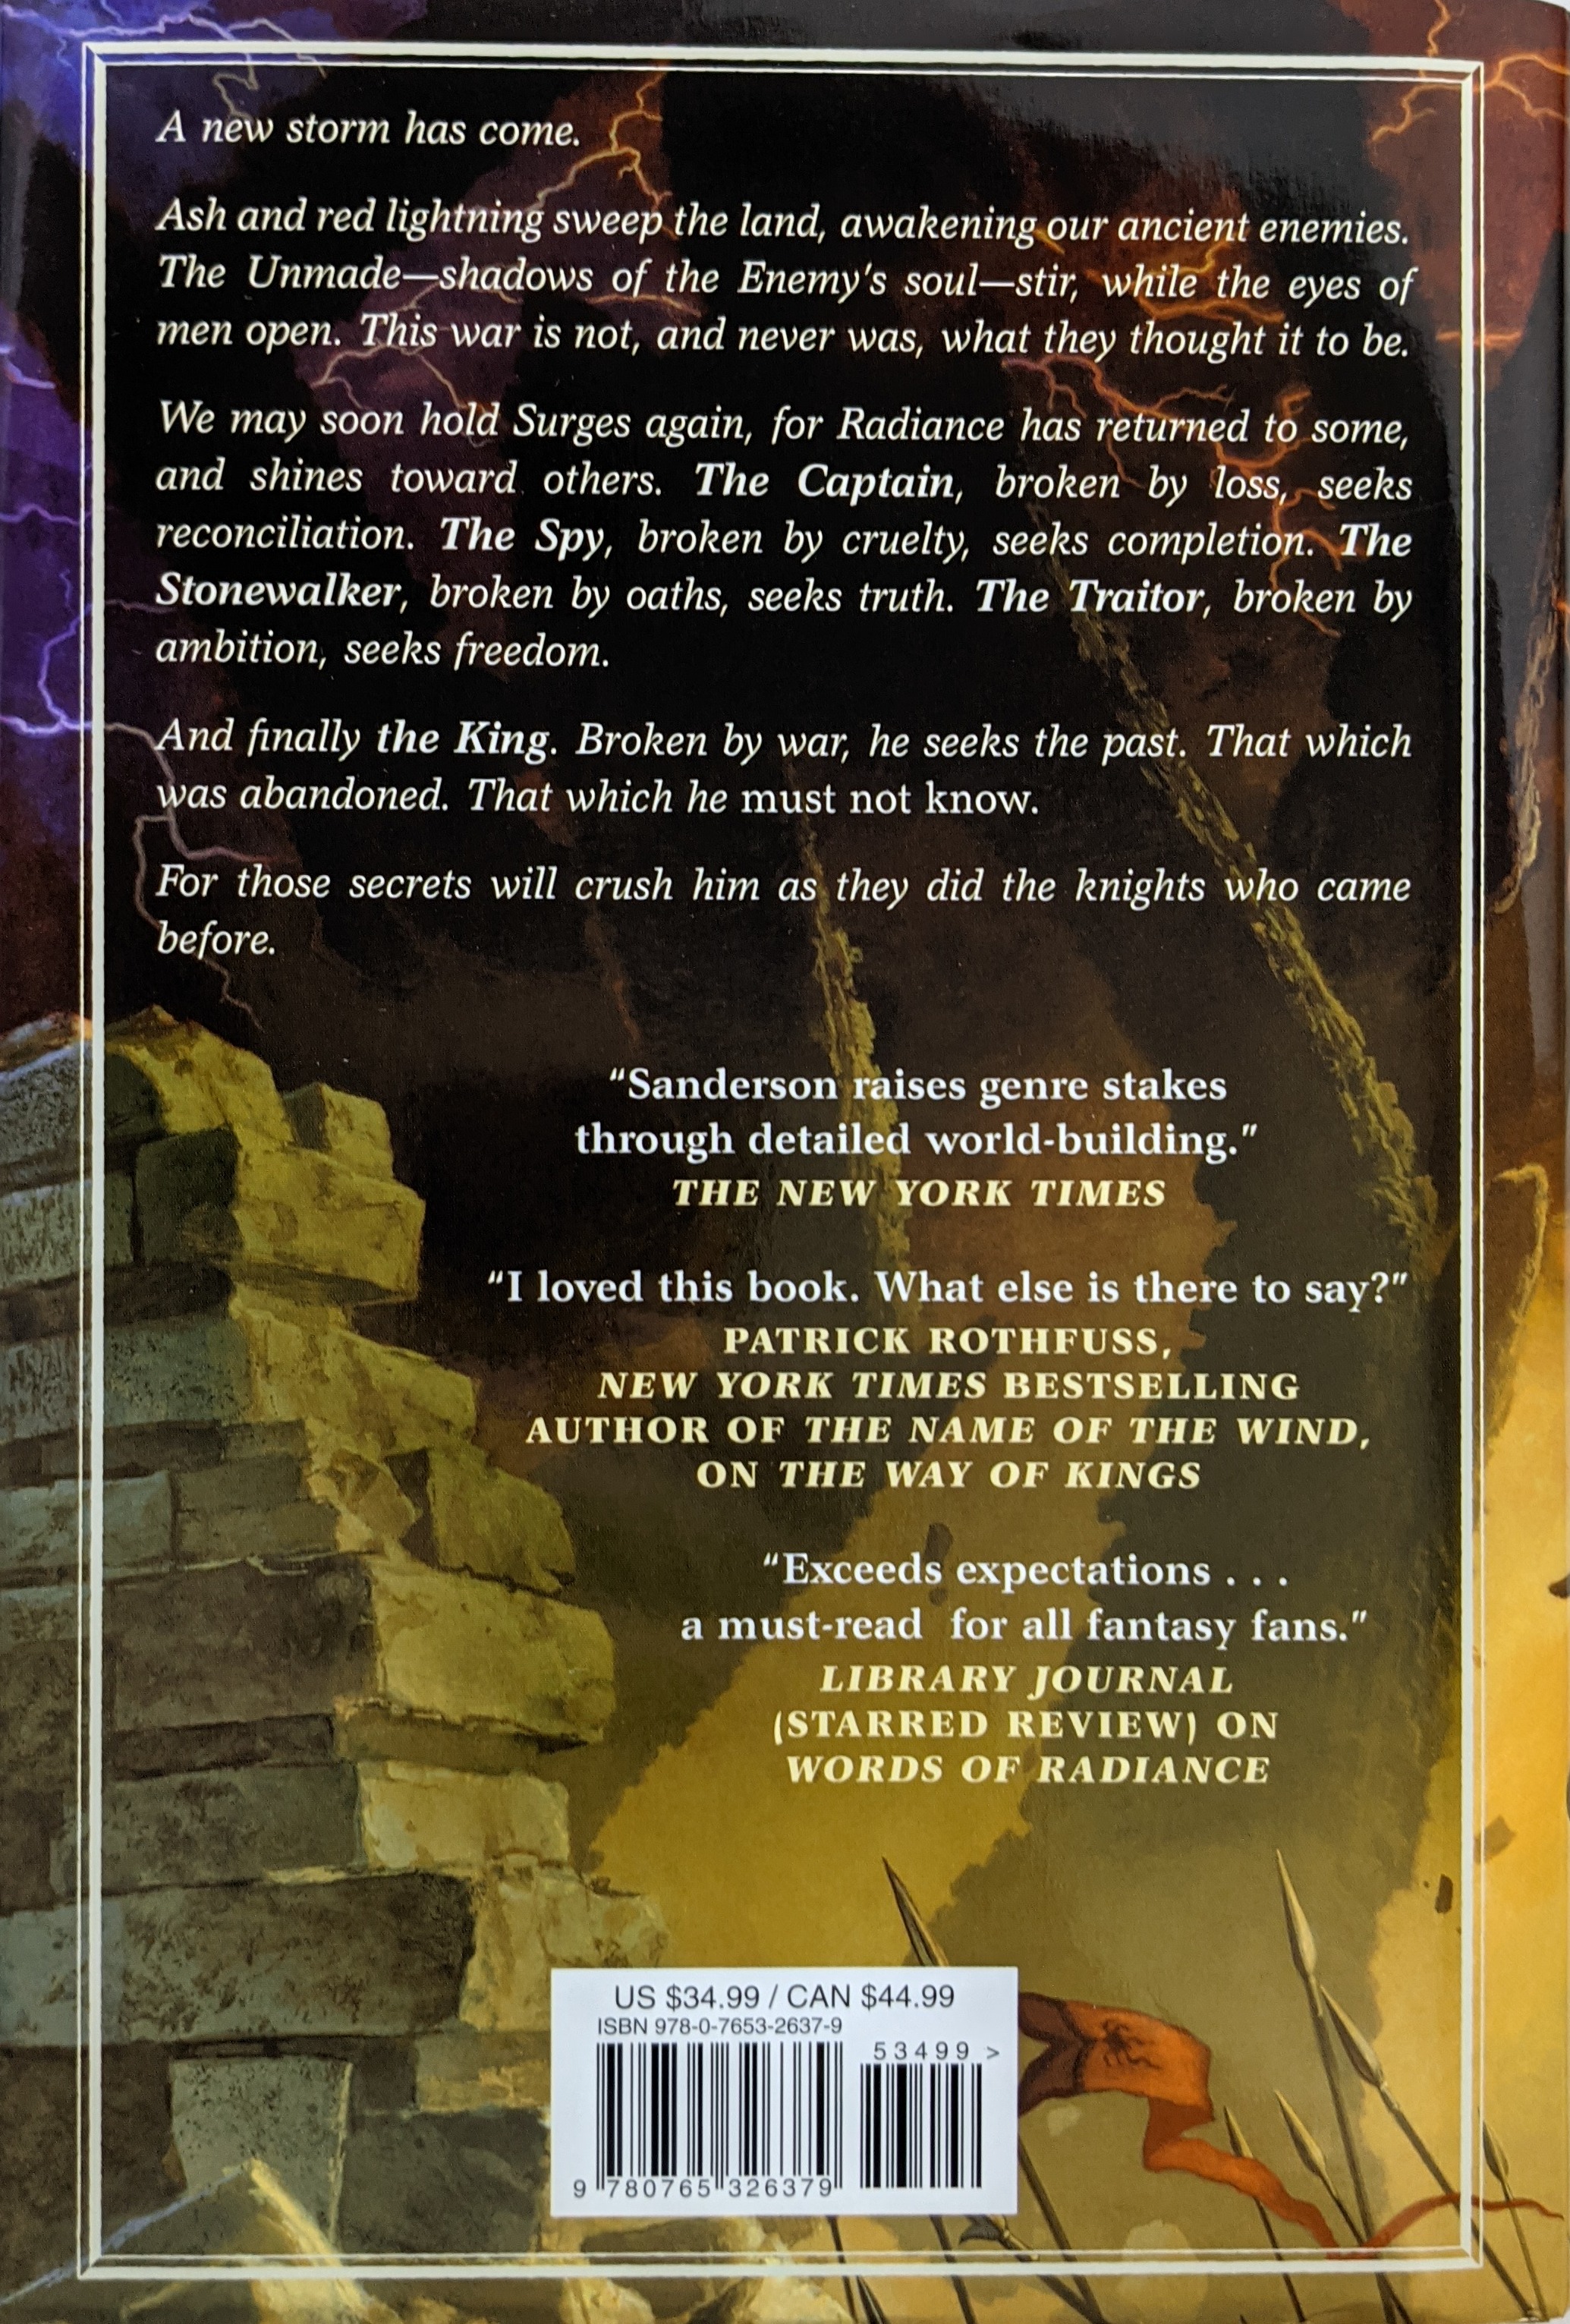 A new storm has come.
Ash and red lightning sweep the land, awakening our ancient enemies.
The Unmade—shadows of the Enemy's soul—stir, while the eyes of
men open. This war is not, and never was, what they thought it to be.
We may soon hold Surges again, for Radiance has returned to some,
and shines toward others. The Captain, broken by loss, seeks
reconciliation. The Spy, broken by cruelty, seeks completion. The
Stonewalker, broken by oaths, seeks truth. The Traitor, broken by
ambition, seeks freedom.
And finally the King. Broken by war, he seeks the past. That which
was abandoned. That which he must not know.
For those secrets will crush him as they did the knights who came
before.
"Sanderson raises genre stakes
through detailed world-building."
THE NEW YORK TIMES
"I loved this book. What else is there to say?"
PATRICK ROTHFUSS,
NEW YORK TIMES BESTSELLING
AUTHOR OF THE NAME OF THE WIND,
ON THE WAY OF KINGS
"Exceeds expectations . . .
a must-read for all fantasy fans."
LIBRARY JOURNAL
(STARRED REVIEW) ON
WORDS OF RADIANCE
US $34.99 / CAN $44.99
ISBN 978-0-7653-2637-9
53499 >
9 780765 326379